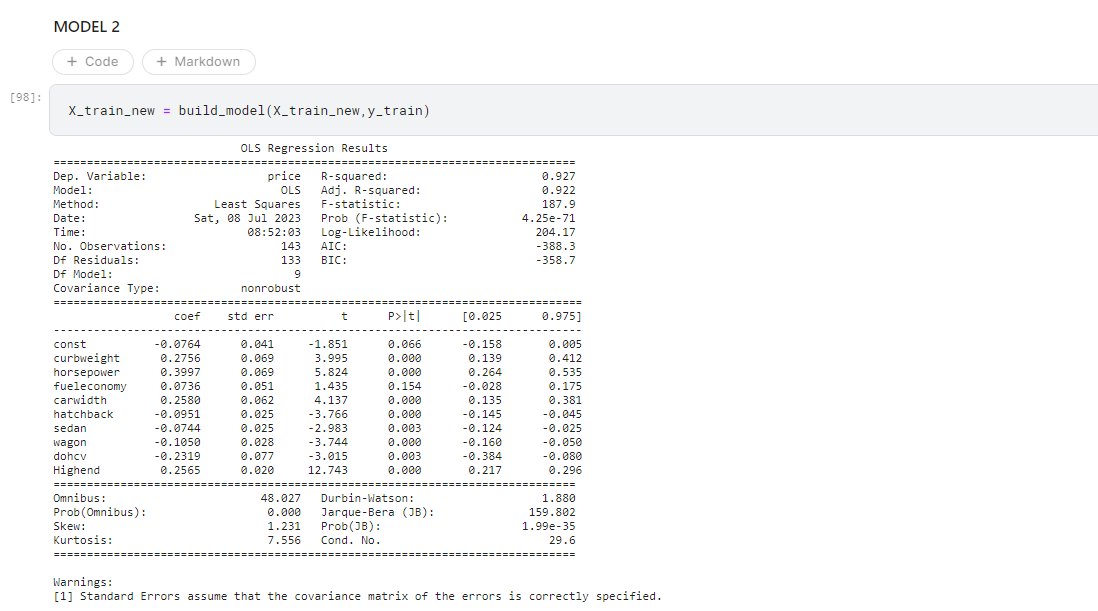 MODEL 2
+ Code + Markdown
[98]:
X_train_new = build_model(X_train_new,y_train)
OLS Regression Results
==============================================================================
Dep. Variable: price R-squared: 0.927
Model: OLS Adj. R-squared: 0.922
Method: Least Squares F-statistic: 187.9
Date: Sat, 08 Jul 2023 Prob (F-statistic): 4.25e-71
Time: 08:52:03 Log-Likelihood: 204.17
No. Observations: 143 AIC: -388.3
Df Residuals: 133 BIC: -358.7
Df Model: 9
Covariance Type: nonrobust
===============================================================================
coef std err t P>|t| [0.025 0.975]
-------------------------------------------------------------------------------
const -0.0764 0.041 -1.851 0.066 -0.158 0.005
curbweight 0.2756 0.069 3.995 0.000 0.139 0.412
horsepower 0.3997 0.069 5.824 0.000 0.264 0.535
fueleconomy 0.0736 0.051 1.435 0.154 -0.028 0.175
carwidth 0.2580 0.062 4.137 0.000 0.135 0.381
hatchback -0.0951 0.025 -3.766 0.000 -0.145 -0.045
sedan -0.0744 0.025 -2.983 0.003 -0.124 -0.025
wagon -0.1050 0.028 -3.744 0.000 -0.160 -0.050
dohcv -0.2319 0.077 -3.015 0.003 -0.384 -0.080
Highend 0.2565 0.020 12.743 0.000 0.217 0.296
==============================================================================
Omnibus: 48.027 Durbin-Watson: 1.880
Prob(Omnibus): 0.000 Jarque-Bera (JB): 159.802
Skew: 1.231 Prob(JB): 1.99e-35
Kurtosis: 7.556 Cond. No. 29.6
==============================================================================
Warnings:
[1] Standard Errors assume that the covariance matrix of the errors is correctly specified.